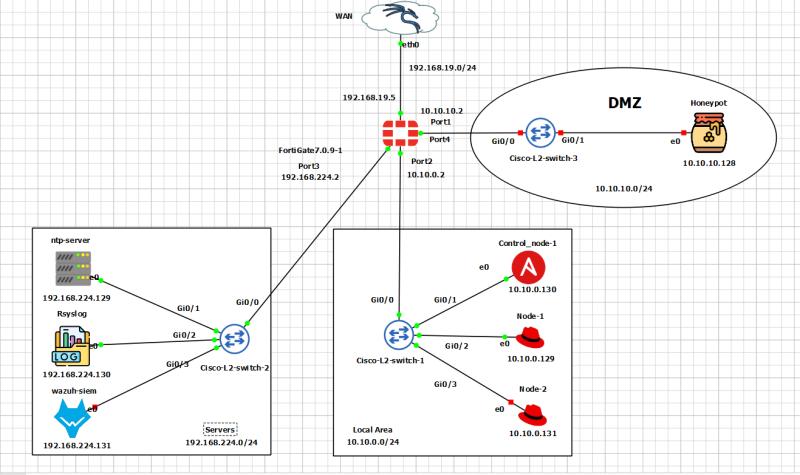 WAN
eth0
192.168.19.0/24
192.168.19.5
10.10.10.2
Port1
Port4
FortiGate7.0.9-1
Port3
192.168.224.2
Port2
10.10.0.2
DMZ
Honeypot
Gi0/0
Gi0/1
e0
Cisco-L2-switch-3
10.10.10.128
10.10.10.0/24
ntp-server
e0
192.168.224.129
Gi0/1
Gi0/0
Rsyslog
LOG
e0
Gi0/2
192.168.224.130
Gi0/3
Cisco-L2-switch-2
wazuh-siem
e0
192.168.224.131
Servers
192.168.224.0/24
Control_node-1
e0
10.10.0.130
Gi0/0
Gi0/1
Node-1
Gi0/2
e0
Cisco-L2-switch-1
10.10.0.129
Gi0/3
Node-2
e0
10.10.0.131
Local Area
10.10.0.0/24